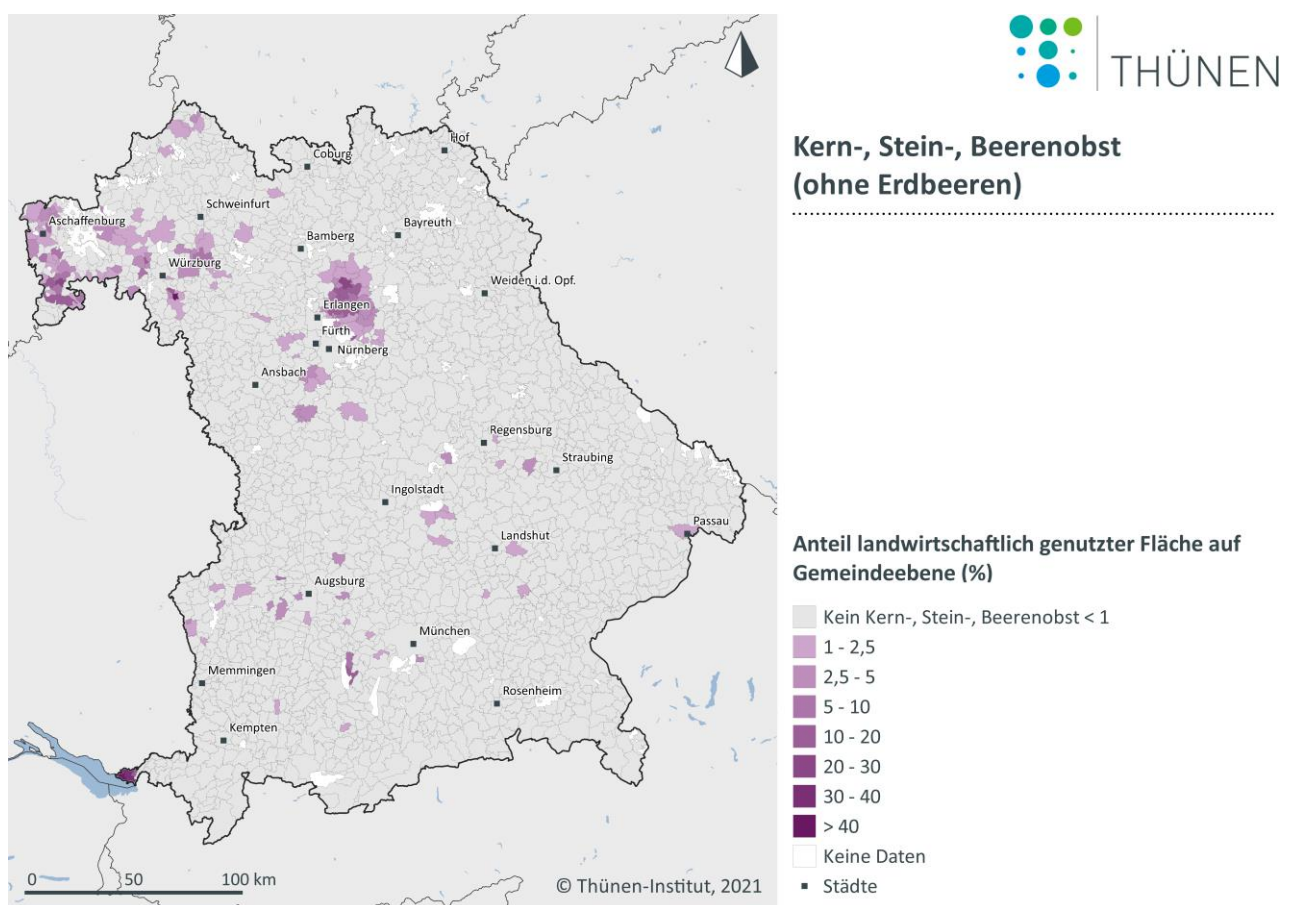 THÜNEN
Kern-, Stein-, Beerenobst
(ohne Erdbeeren)
Hof
Coburg
Schweinfurt
Aschaffenburg
Bayreuth
Bamberg
Würzburg
Weiden i.d. Opf.
Erlangen
Fürth
Nürnberg
Ansbach
Regensburg
Straubing
Ingolstadt
Passau
Landshut
Augsburg
München
Memmingen
Rosenheim
Kempten
Anteil landwirtschaftlich genutzter Fläche auf
Gemeindeebene (%)
Kein Kern-, Stein-, Beerenobst < 1
1 - 2,5
2,5 - 5
5 - 10
10 - 20
20 - 30
30 - 40
> 40
Keine Daten
Städte
0 50 100 km
© Thünen-Institut, 2021